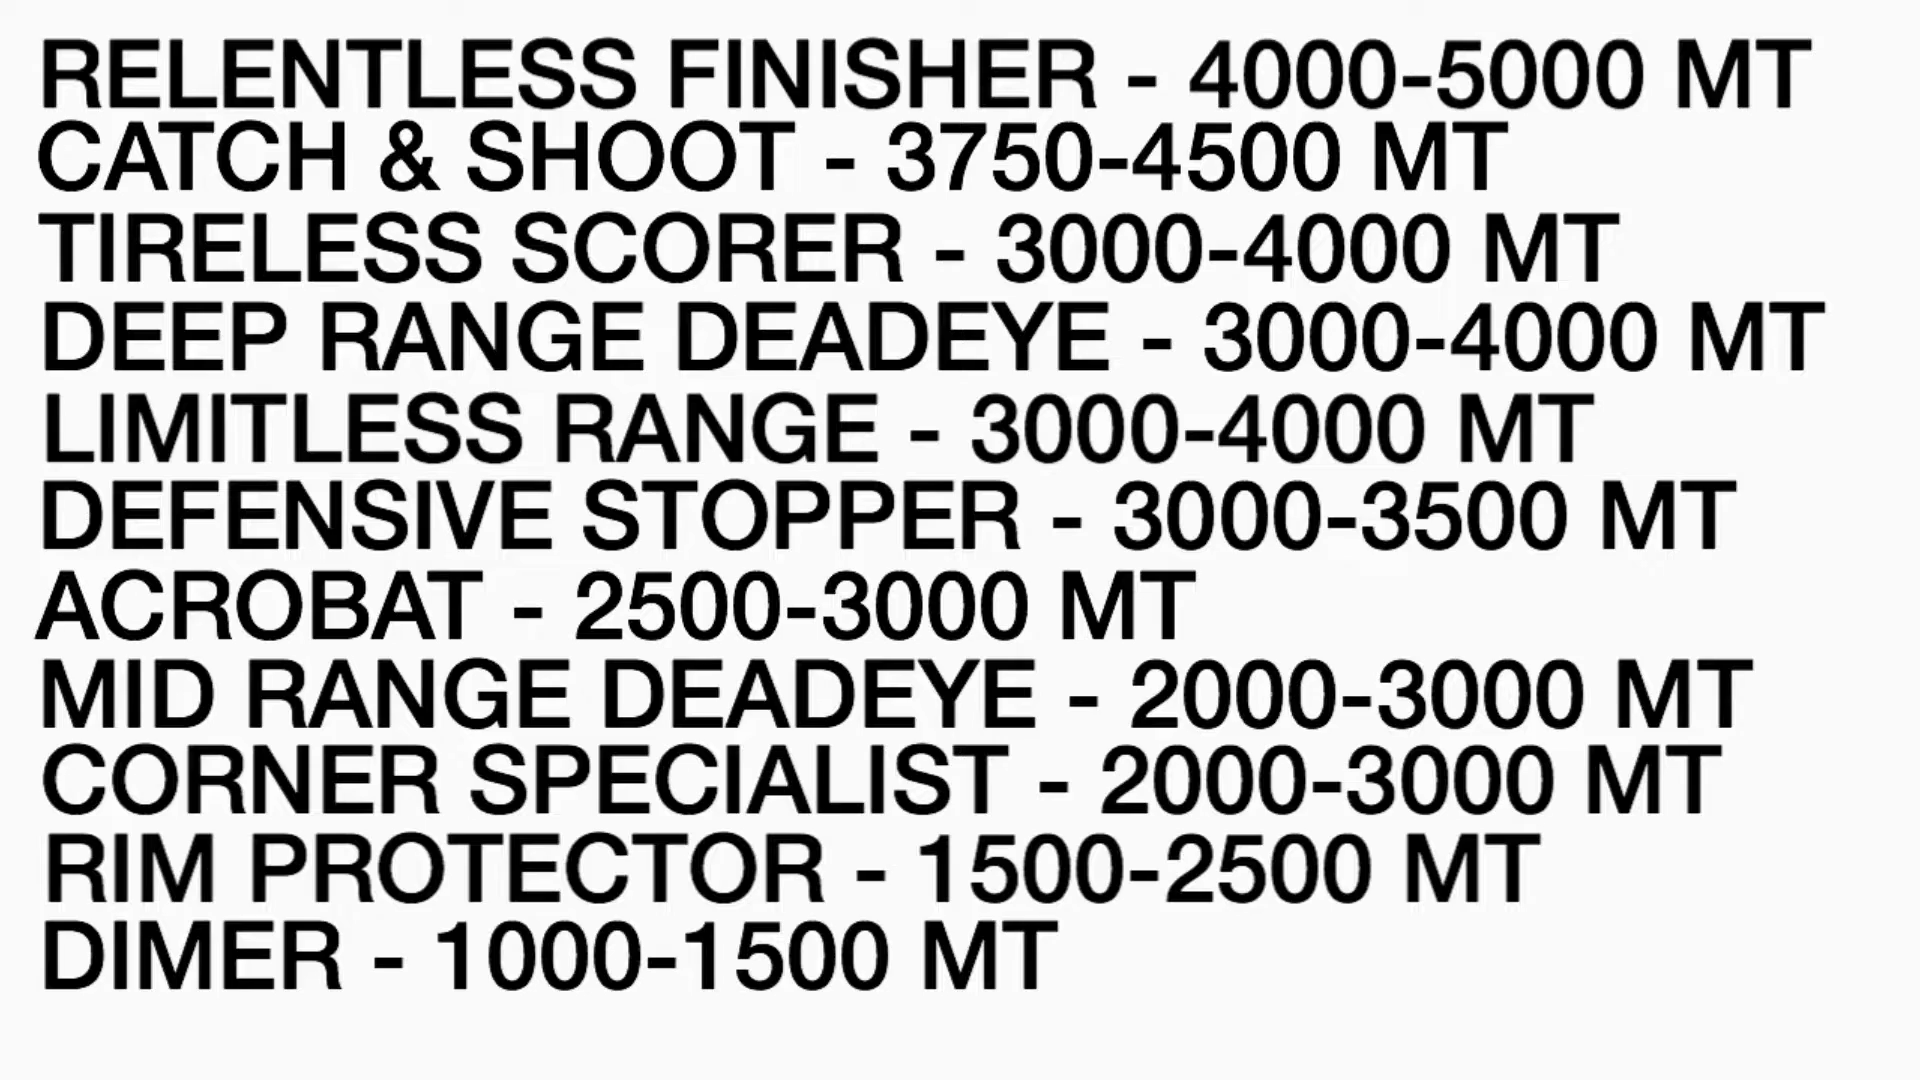 RELENTLESS FINISHER - 4000-5000 MT
CATCH & SHOOT - 3750-4500 MT
TIRELESS SCORER - 3000-4000 MT
DEEP RANGE DEADEYE - 3000-4000 MT
LIMITLESS RANGE - 3000-4000 MT
DEFENSIVE STOPPER - 3000-3500 MT
ACROBAT - 2500-3000 MT
MID RANGE DEADEYE - 2000-3000 MT
CORNER SPECIALIST - 2000-3000 MT
RIM PROTECTOR - 1500-2500 MT
DIMER - 1000-1500 MT